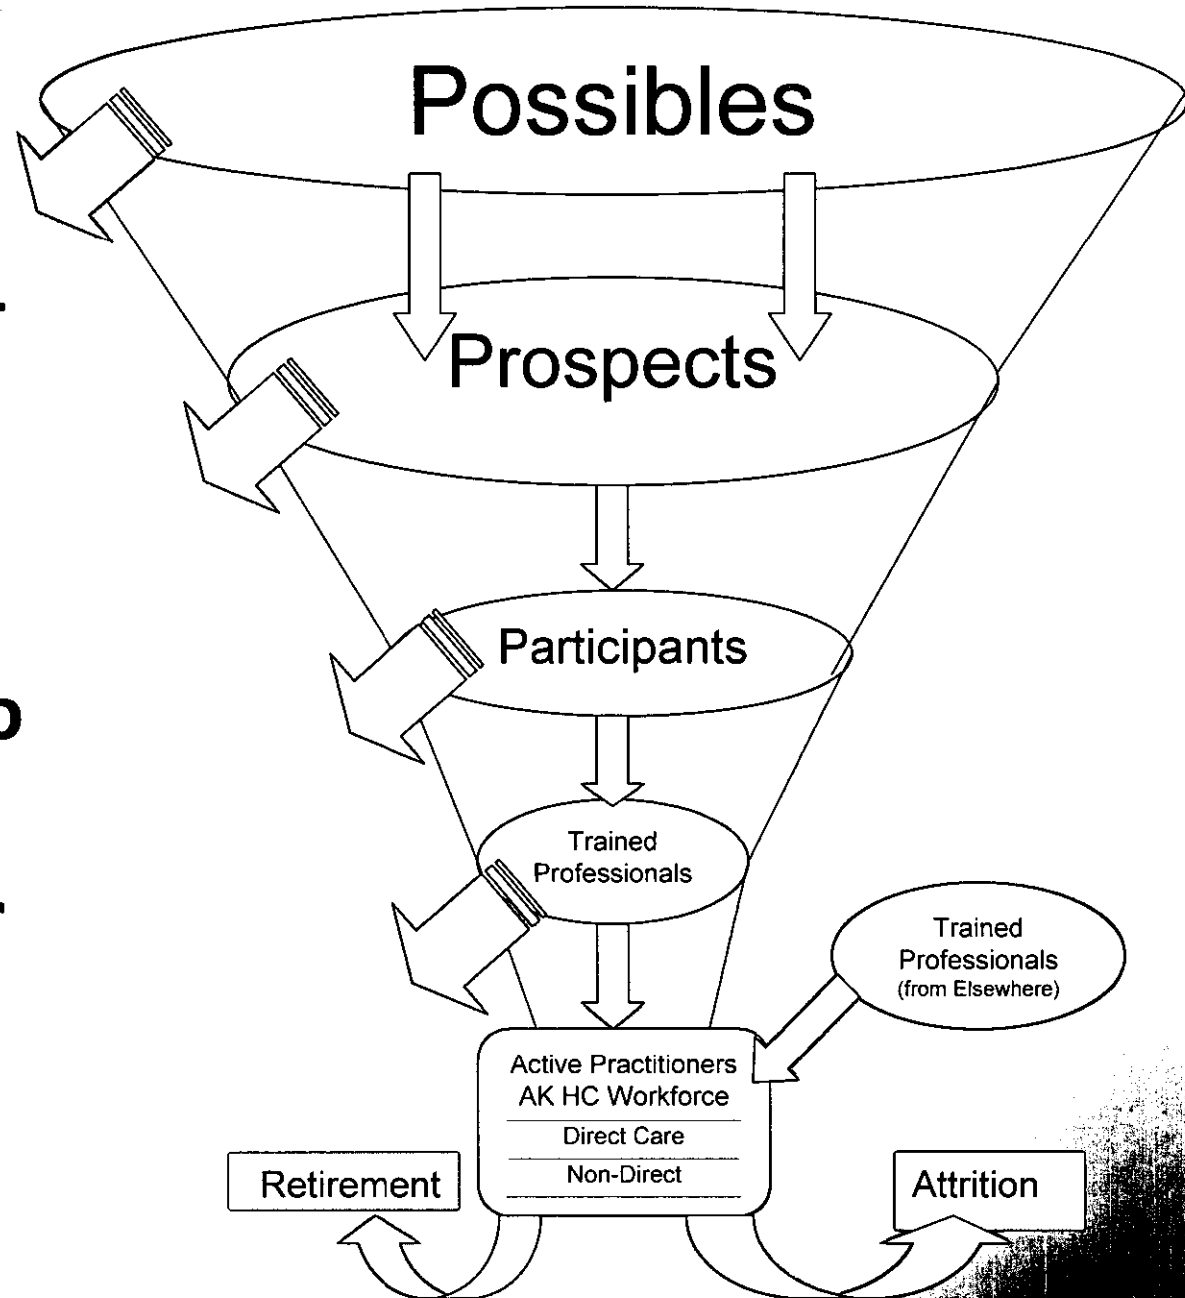 Possibles
Prospects
Participants
Trained
Professionals
Trained
Professionals
(from Elsewhere)
Active Practitioners
AK HC Workforce
Direct Care
Non-Direct
Retirement
Attrition